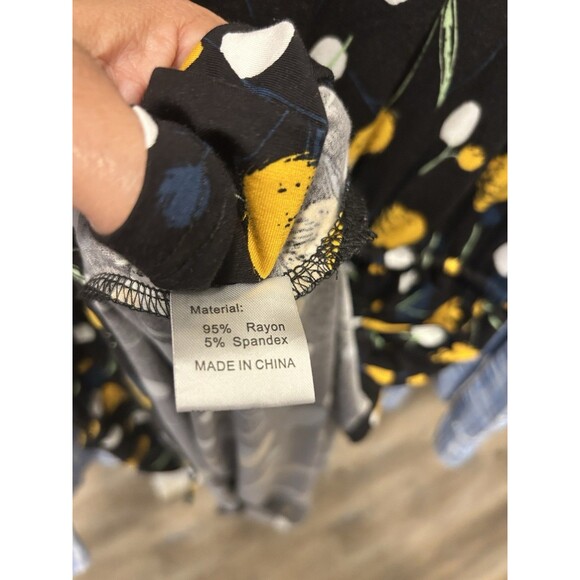 Material:
95% Rayon
5% Spandex
MADE IN CHINA